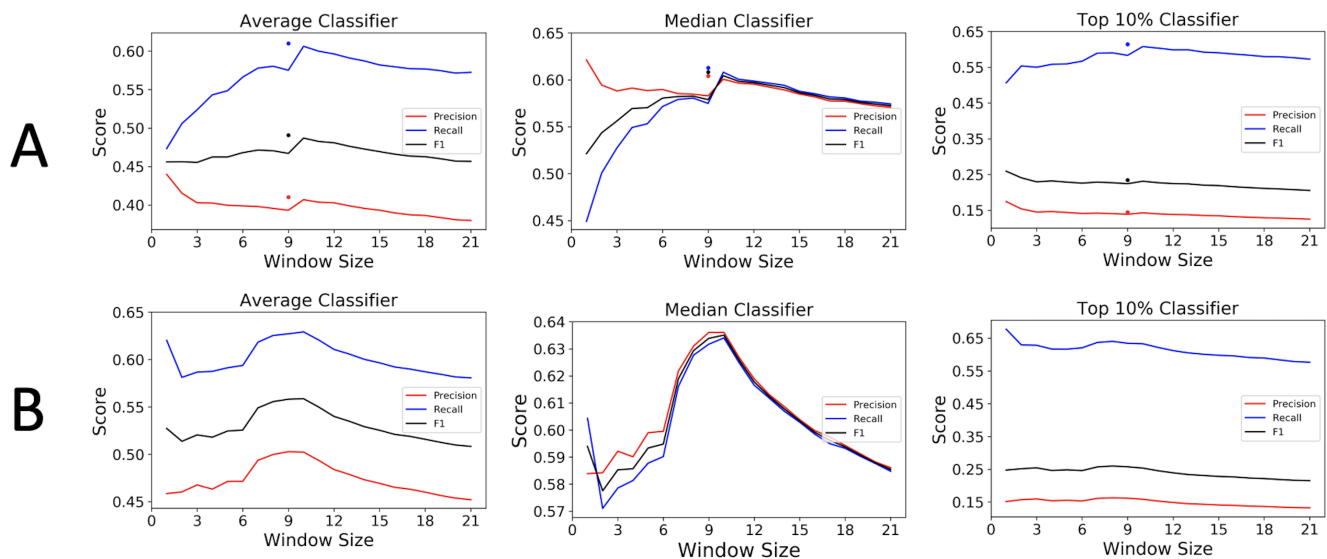 A
Average Classifier
Score
0.60
0.55
0.50
0.45
0.40
Precision
Recall
F1
0 3 6 9 12 15 18 21
Window Size
Median Classifier
Score
0.65
0.60
0.55
0.50
0.45
Precision
Recall
F1
0 3 6 9 12 15 18 21
Window Size
Top 10% Classifier
Score
0.65
0.55
0.45
0.35
0.25
0.15
Precision
Recall
F1
0 3 6 9 12 15 18 21
Window Size
B
Average Classifier
Score
0.65
0.60
0.55
0.50
0.45
Precision
Recall
F1
0 3 6 9 12 15 18 21
Window Size
Median Classifier
Score
0.64
0.63
0.62
0.61
0.60
0.59
0.58
0.57
Precision
Recall
F1
0 3 6 9 12 15 18 21
Window Size
Top 10% Classifier
Score
0.65
0.55
0.45
0.35
0.25
0.15
Precision
Recall
F1
0 3 6 9 12 15 18 21
Window Size